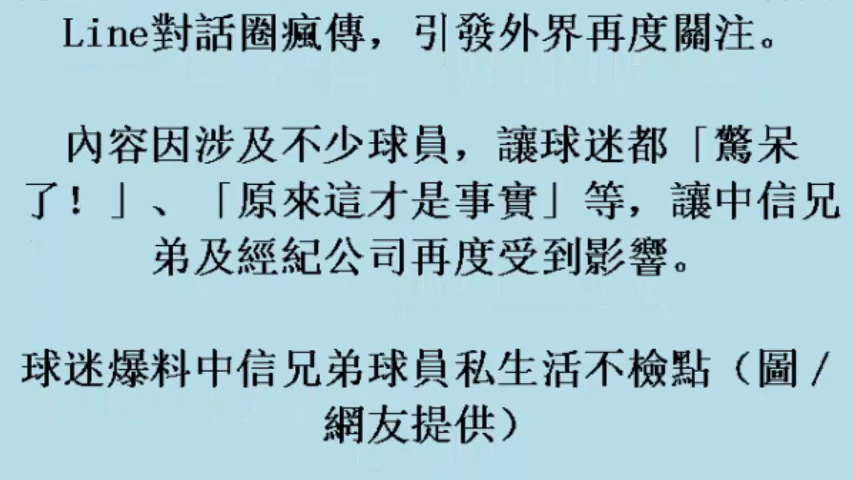 Line對話圈瘋傳，引發外界再度關注。
內容因涉及不少球員，讓球迷都「驚呆
了！」、「原來這才是事實」等，讓中信兄
弟及經紀公司再度受到影響。
球迷爆料中信兄弟球員私生活不檢點（圖／
網友提供）